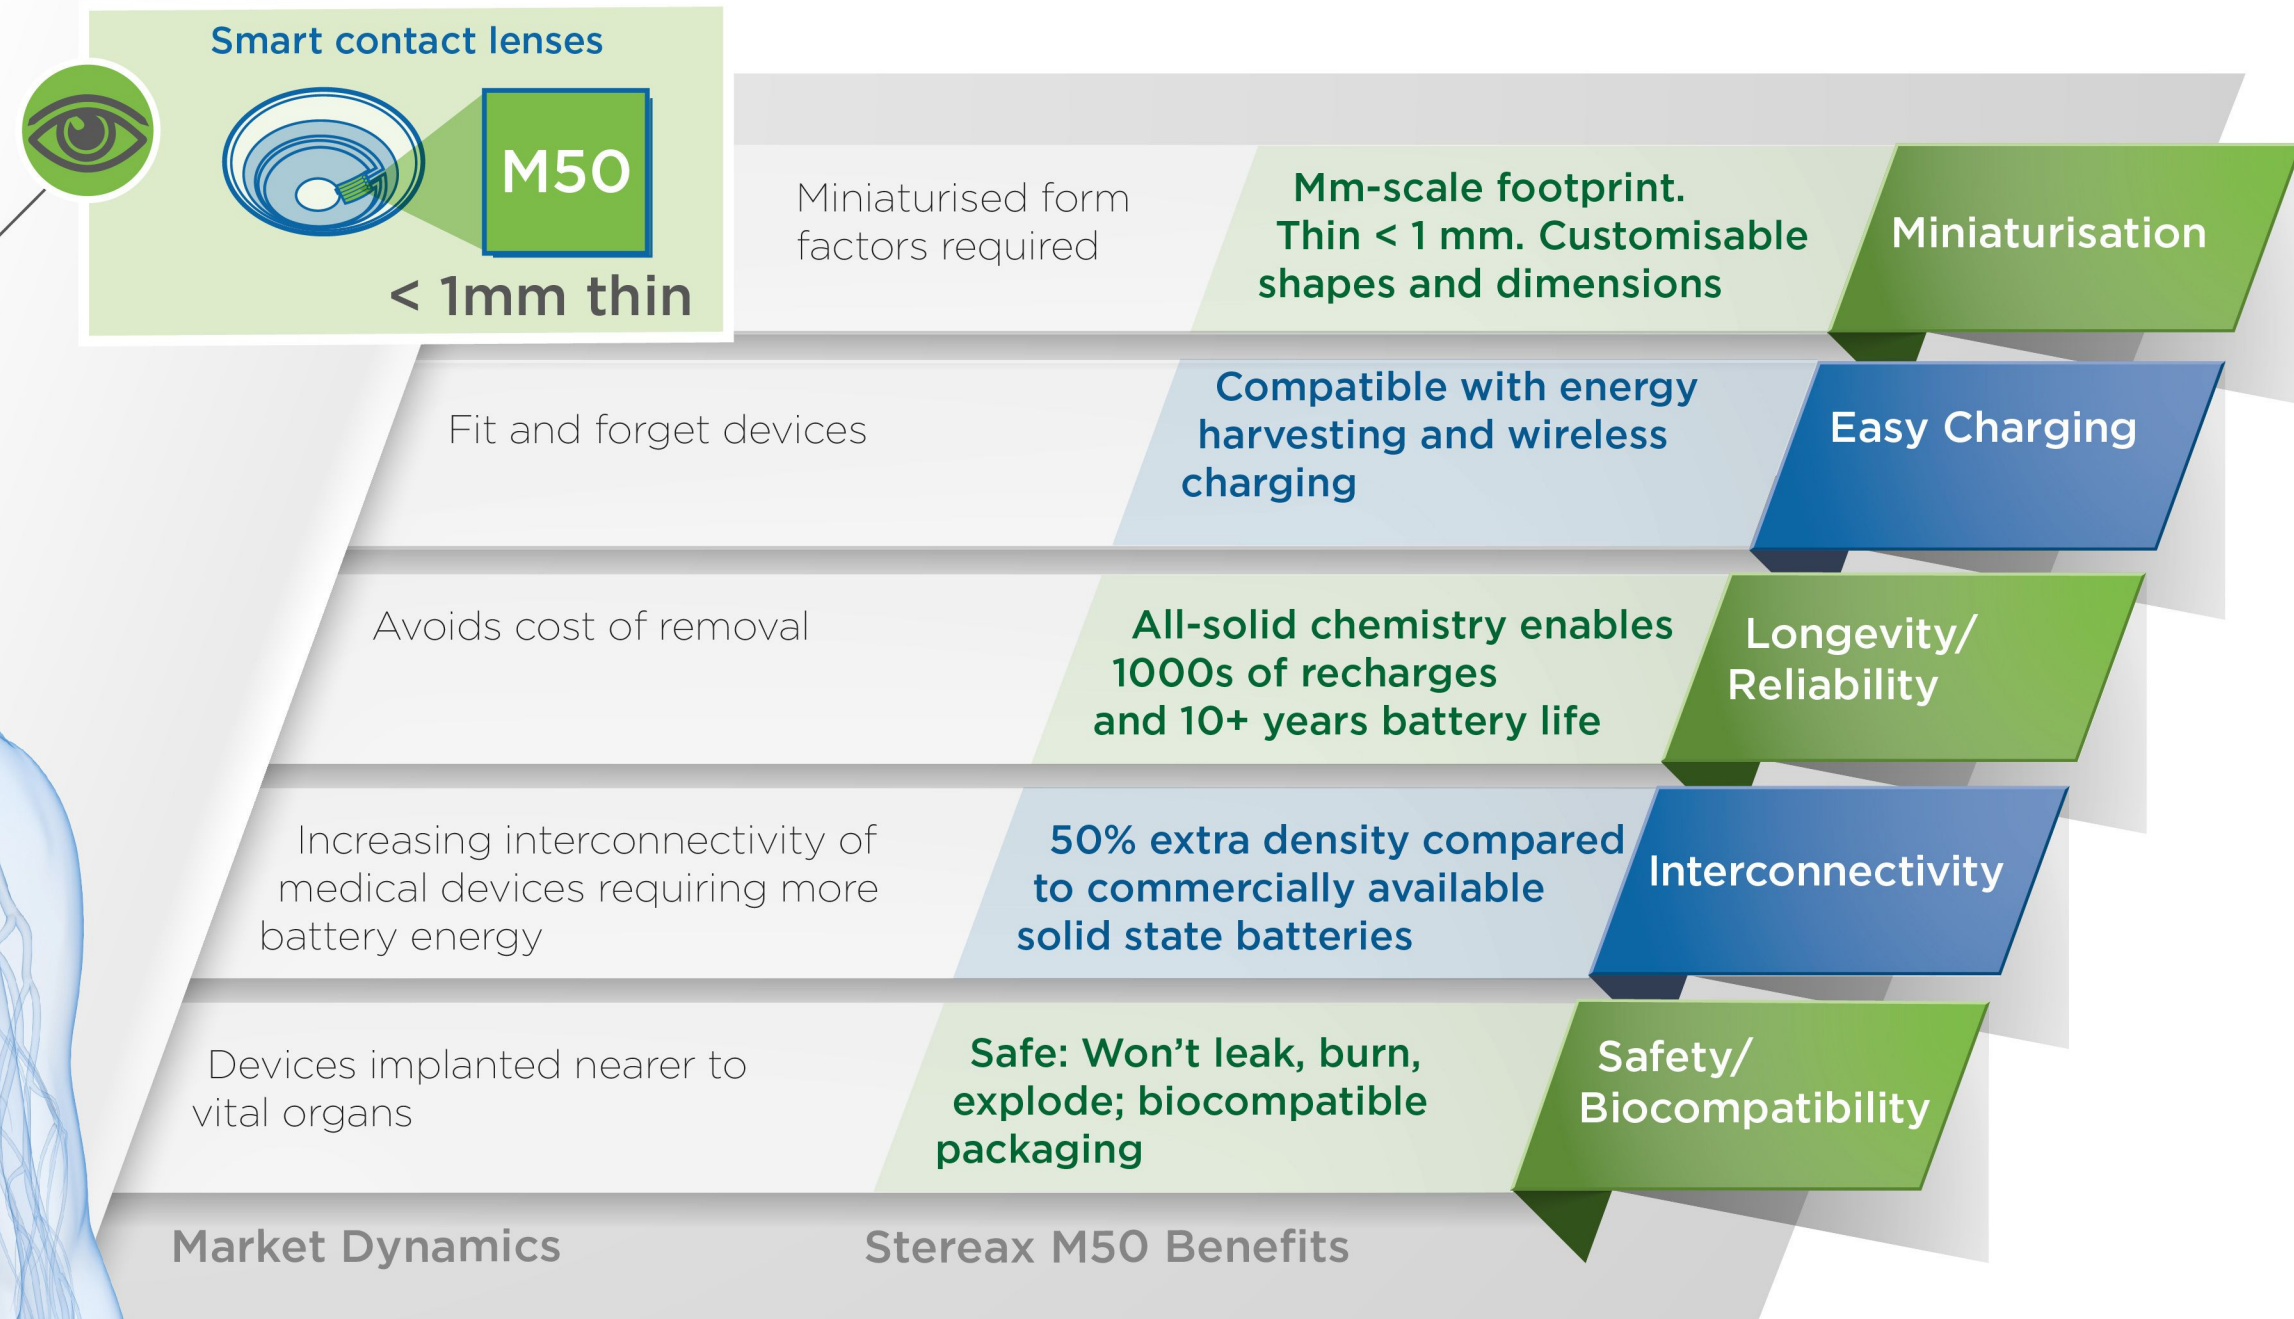 Smart contact lenses
M50
< 1mm thin
Miniaturised form
factors required
Mm-scale footprint.
Thin < 1 mm. Customisable
shapes and dimensions
Miniaturisation
Fit and forget devices
Compatible with energy
harvesting and wireless
charging
Easy Charging
Avoids cost of removal
All-solid chemistry enables
1000s of recharges
and 10+ years battery life
Longevity/
Reliability
Increasing interconnectivity of
medical devices requiring more
battery energy
50% extra density compared
to commercially available
solid state batteries
Interconnectivity
Devices implanted nearer to
vital organs
Safe: Won’t leak, burn,
explode; biocompatible
packaging
Safety/
Biocompatibility
Market Dynamics
Stereax M50 Benefits